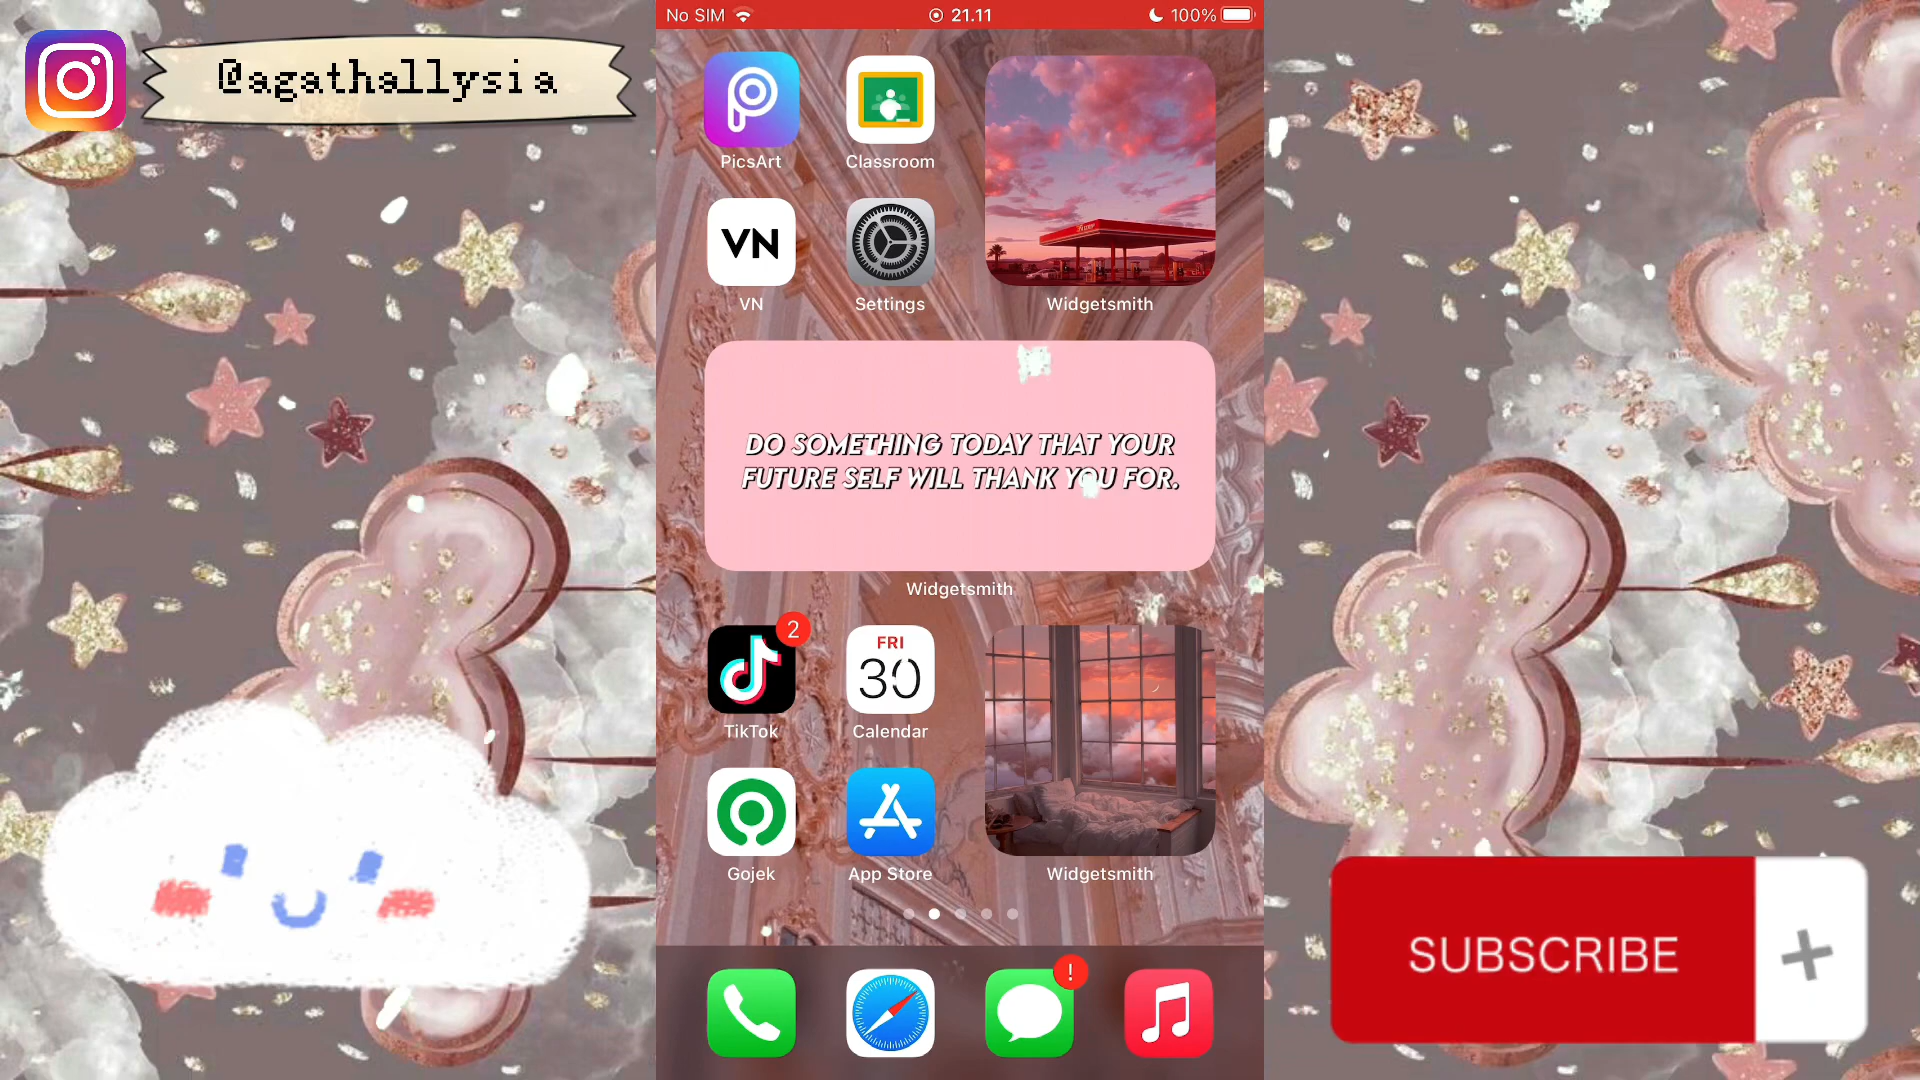 @agathallysia
No SIM
21.11
100%
PicsArt
Classroom
VN
VN
Settings
Widgetsmith
DO SOMETHING TODAY THAT YOUR
FUTURE SELF WILL THANK YOU FOR.
Widgetsmith
2
FRI
30
TikTok
Calendar
Gojek
App Store
Widgetsmith
!
SUBSCRIBE
+